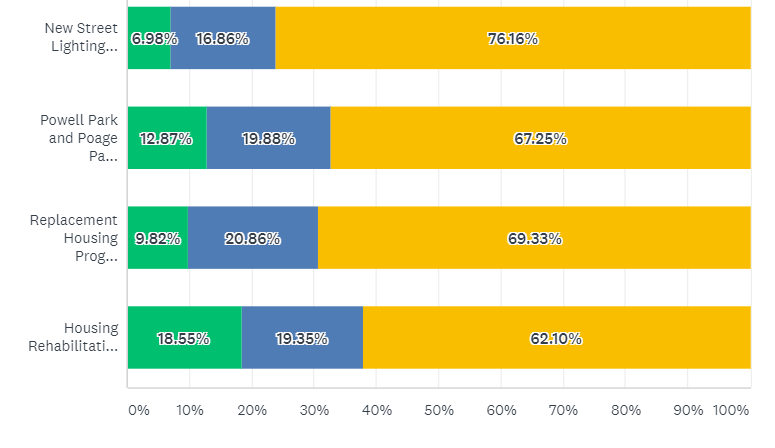 New Street
Lighting...
6.98% 16.86% 76.16%
Powell Park
and Poage
Pa...
12.87% 19.88% 67.25%
Replacement
Housing
Prog...
9.82% 20.86% 69.33%
Housing
Rehabilitati...
18.55% 19.35% 62.10%
0% 10% 20% 30% 40% 50% 60% 70% 80% 90% 100%